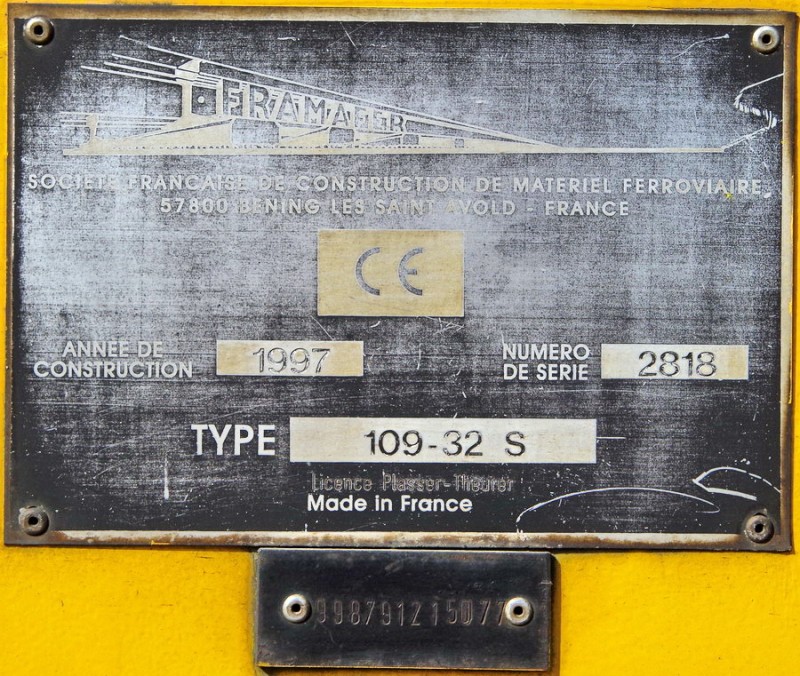 FRAMAFER
SOCIETE FRANCAISE DE CONSTRUCTION DE MATERIEL FERROVIAIRE
57800 BENING LES SAINT AVOLD - FRANCE
CE
ANNEE DE CONSTRUCTION
1997
NUMERO DE SERIE
2818
TYPE 109-32 S
Licence Plasser-Theurer
Made in France